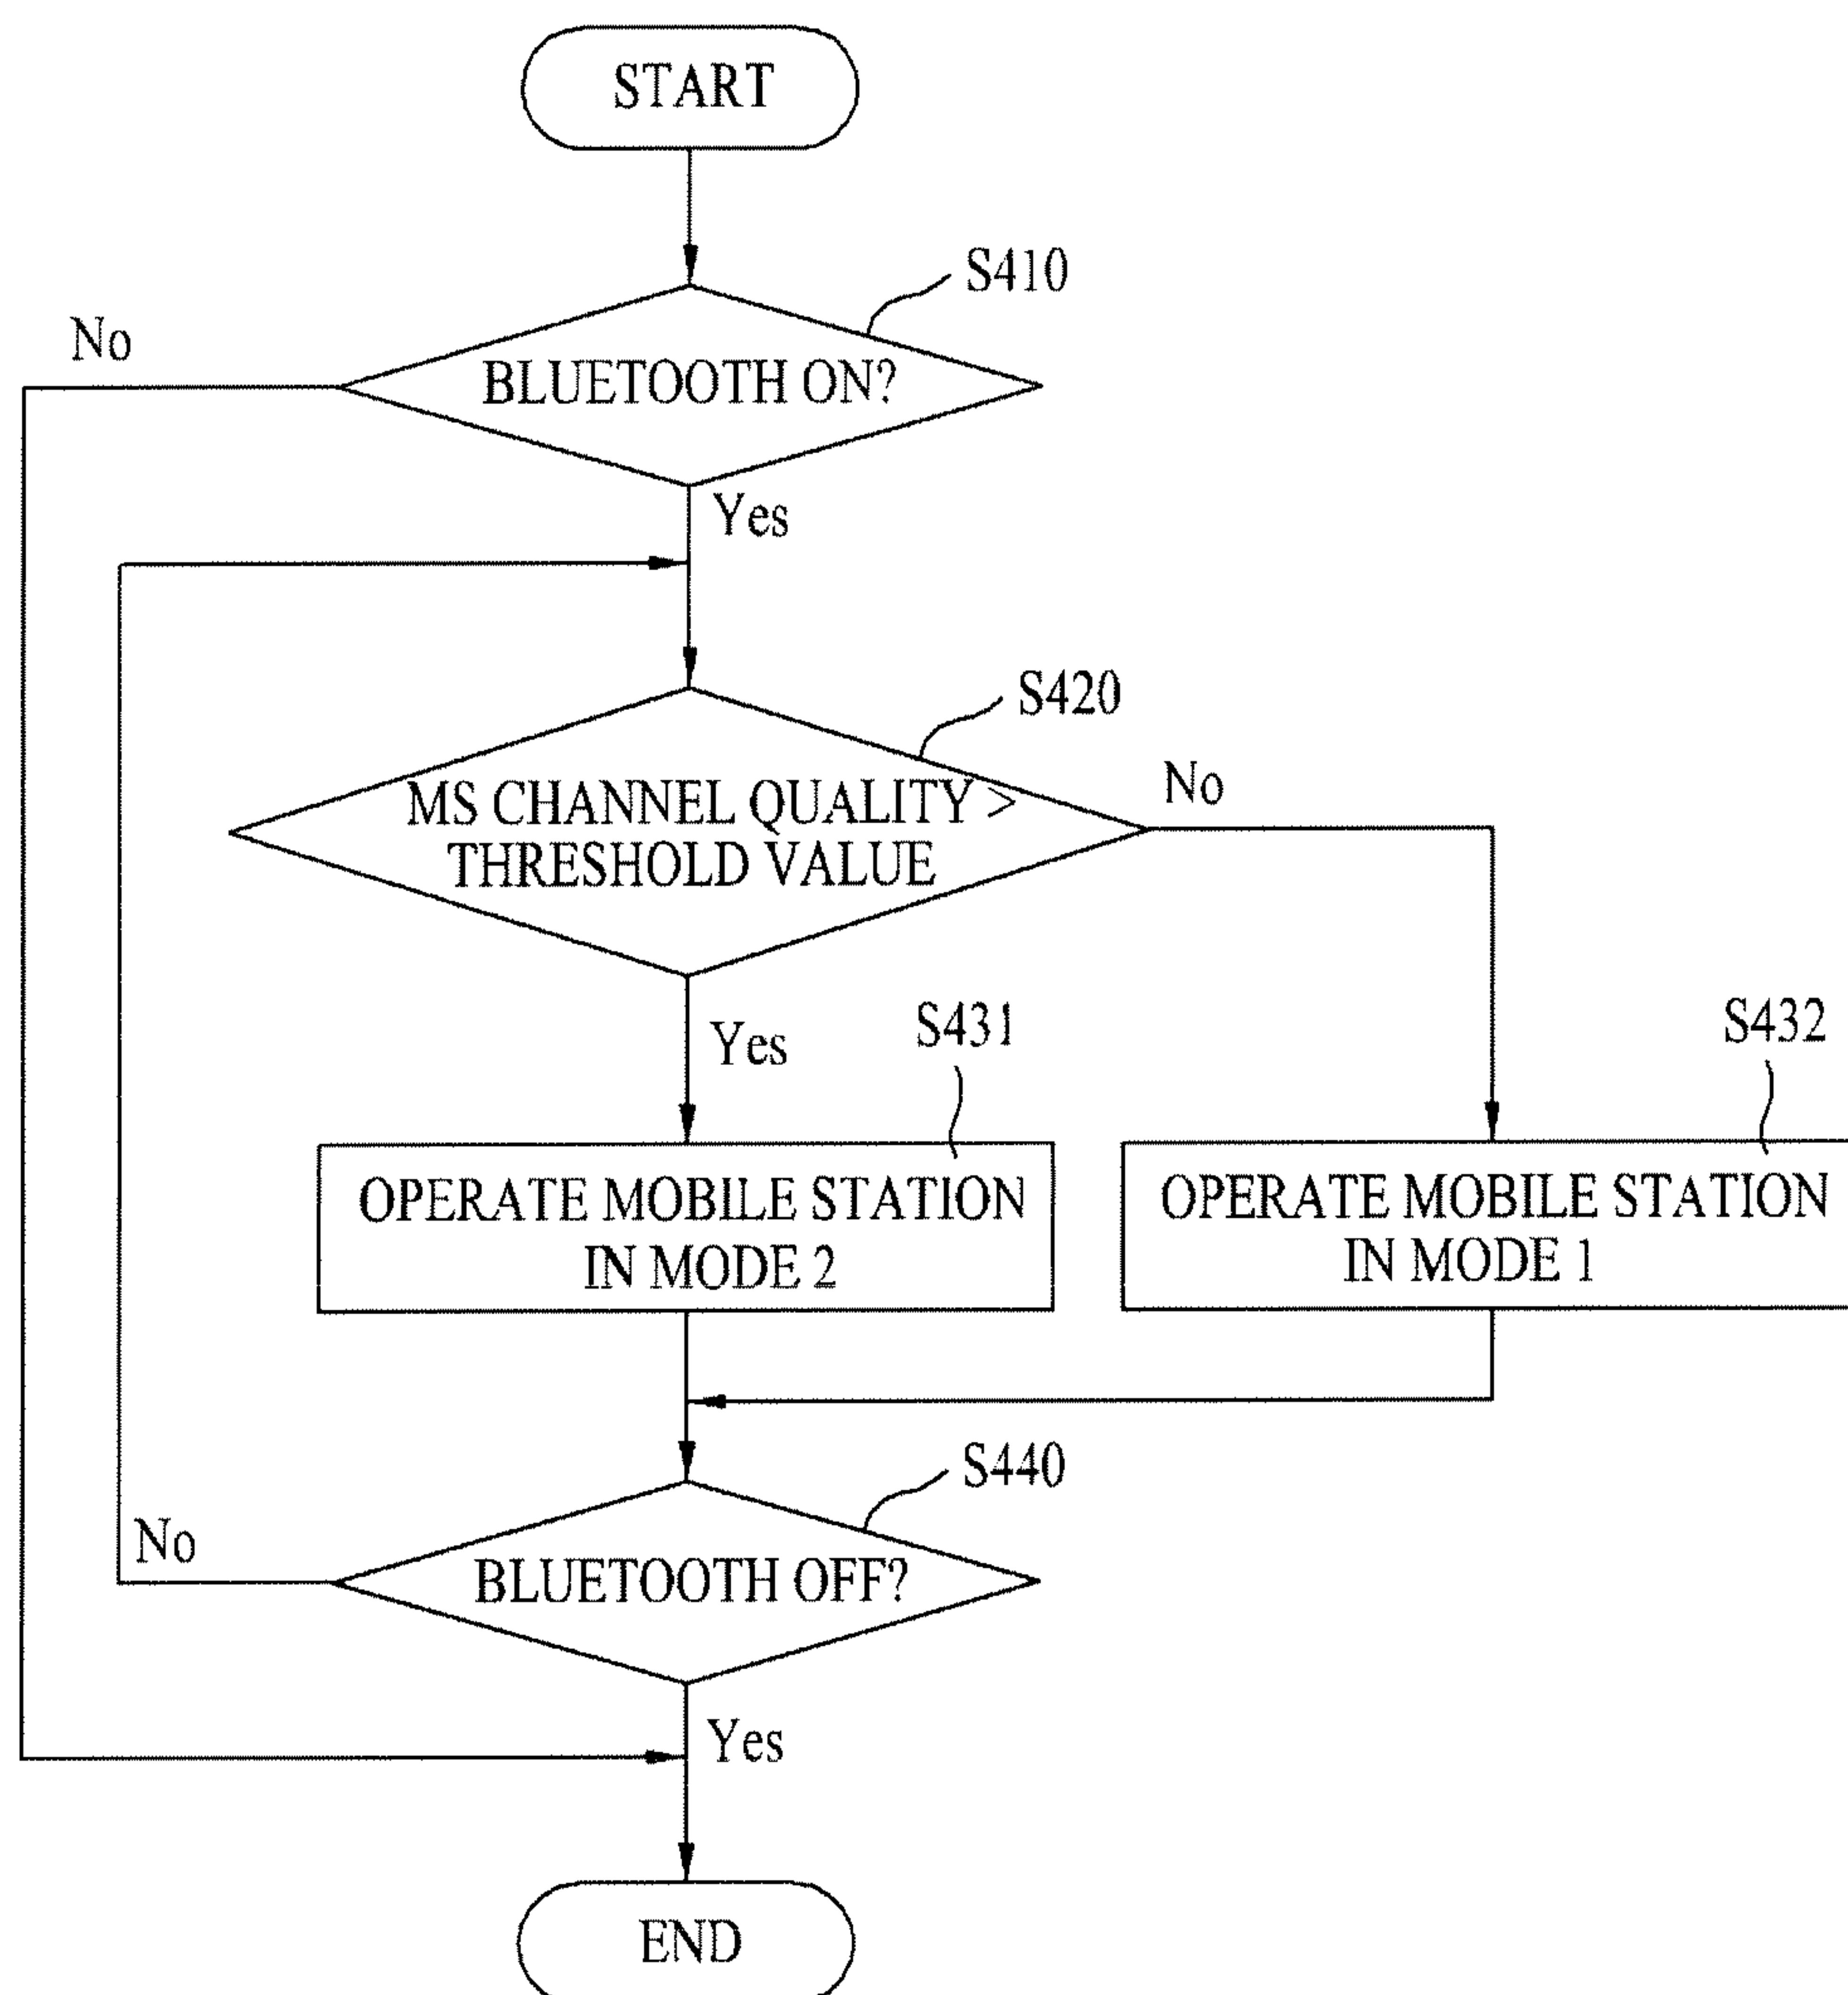 START
S410
No
BLUETOOTH ON?
Yes
S420
MS CHANNEL QUALITY >
THRESHOLD VALUE
No
Yes
S431
S432
OPERATE MOBILE STATION
IN MODE 2
OPERATE MOBILE STATION
IN MODE 1
S440
No
BLUETOOTH OFF?
Yes
END